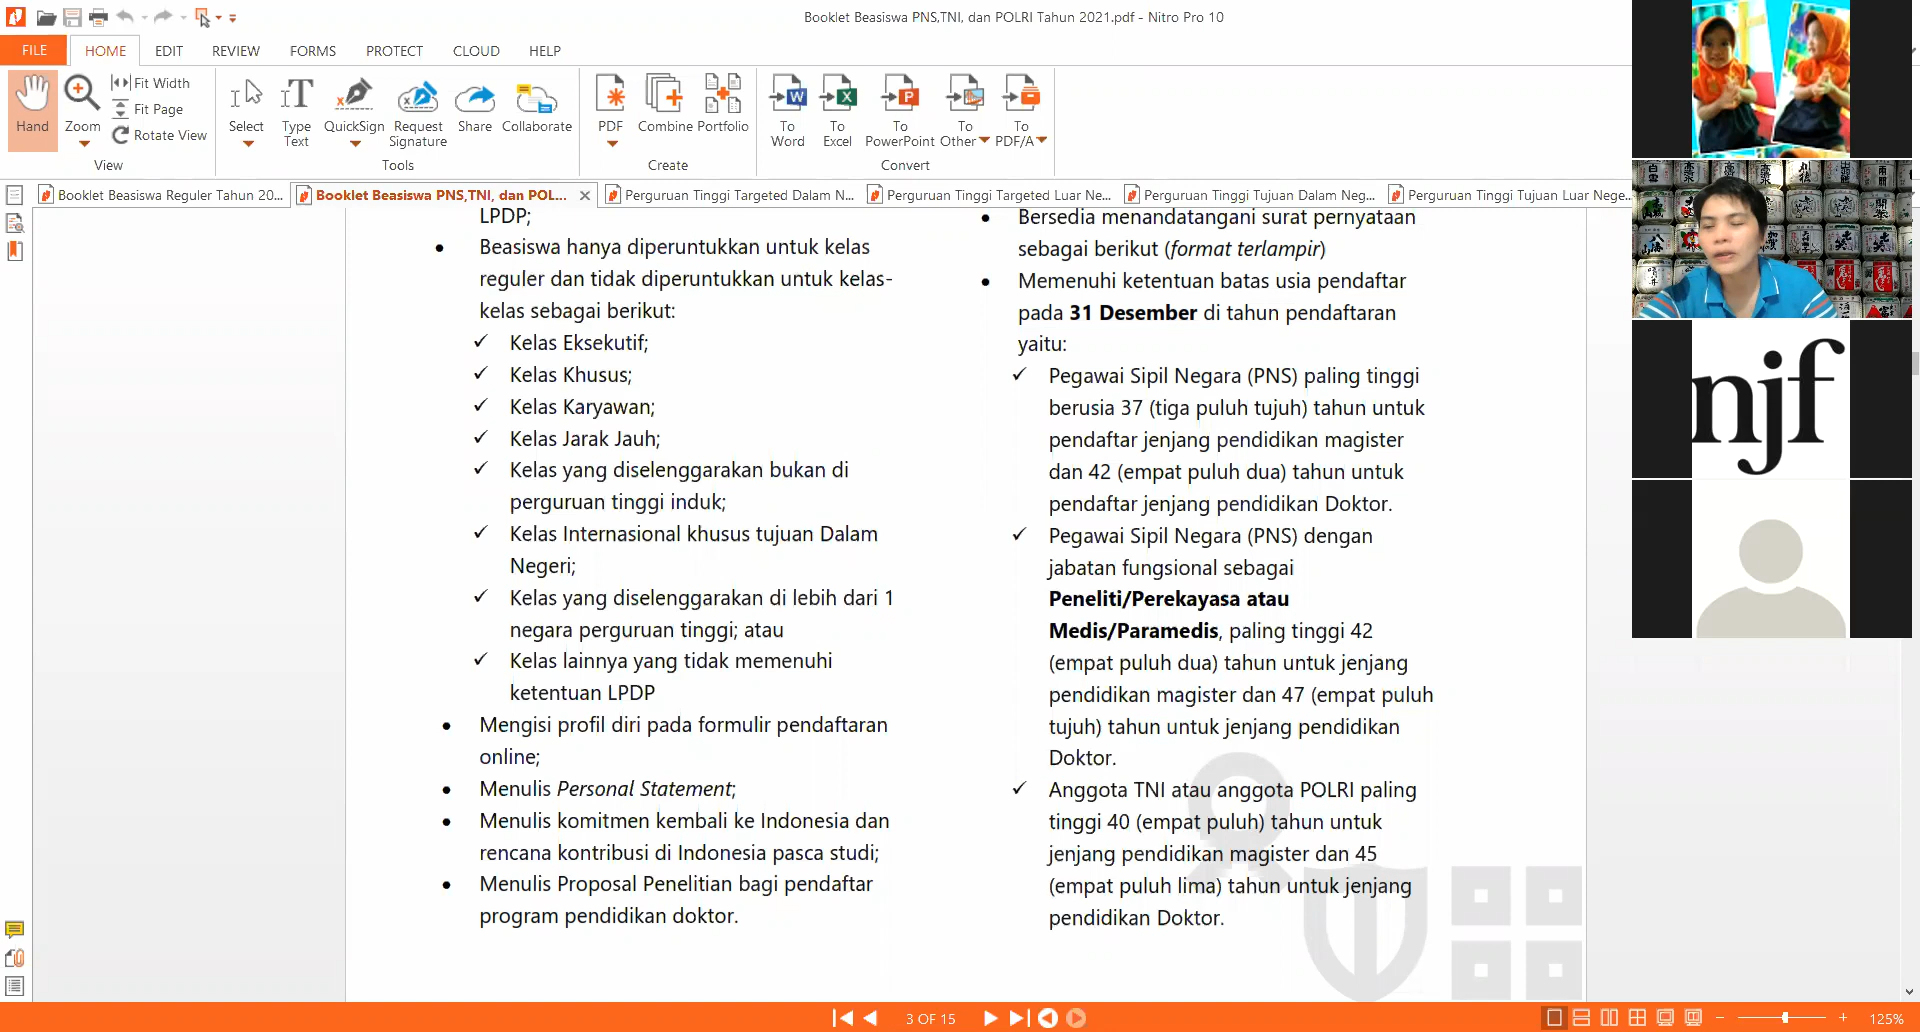 Booklet Beasiswa PNS,TNI, dan POLRI Tahun 2021.pdf - Nitro Pro 10
FILE HOME EDIT REVIEW FORMS PROTECT CLOUD HELP
Hand
Zoom
Fit Width
Fit Page
Rotate View
View
Select
Type Text
QuickSign
Request Signature
Share
Collaborate
Tools
PDF
Combine
Portfolio
Create
To Word
To Excel
To PowerPoint
To Other
To PDF/A
Convert
Booklet Beasiswa Reguler Tahun 20...
Booklet Beasiswa PNS,TNI, dan POL...
Perguruan Tinggi Targeted Dalam N...
Perguruan Tinggi Targeted Luar Ne...
Perguruan Tinggi Tujuan Dalam Neg...
Perguruan Tinggi Tujuan Luar Nege...
LPDP;
• Beasiswa hanya diperuntukkan untuk kelas
reguler dan tidak diperuntukkan untuk kelas-
kelas sebagai berikut:
✓ Kelas Eksekutif;
✓ Kelas Khusus;
✓ Kelas Karyawan;
✓ Kelas Jarak Jauh;
✓ Kelas yang diselenggarakan bukan di
perguruan tinggi induk;
✓ Kelas Internasional khusus tujuan Dalam
Negeri;
✓ Kelas yang diselenggarakan di lebih dari 1
negara perguruan tinggi; atau
✓ Kelas lainnya yang tidak memenuhi
ketentuan LPDP
• Mengisi profil diri pada formulir pendaftaran
online;
• Menulis Personal Statement;
• Menulis komitmen kembali ke Indonesia dan
rencana kontribusi di Indonesia pasca studi;
• Menulis Proposal Penelitian bagi pendaftar
program pendidikan doktor.
• Bersedia menandatangani surat pernyataan
sebagai berikut (format terlampir)
• Memenuhi ketentuan batas usia pendaftar
pada 31 Desember di tahun pendaftaran
yaitu:
✓ Pegawai Sipil Negara (PNS) paling tinggi
berusia 37 (tiga puluh tujuh) tahun untuk
pendaftar jenjang pendidikan magister
dan 42 (empat puluh dua) tahun untuk
pendaftar jenjang pendidikan Doktor.
✓ Pegawai Sipil Negara (PNS) dengan
jabatan fungsional sebagai
Peneliti/Perekayasa atau
Medis/Paramedis, paling tinggi 42
(empat puluh dua) tahun untuk jenjang
pendidikan magister dan 47 (empat puluh
tujuh) tahun untuk jenjang pendidikan
Doktor.
✓ Anggota TNI atau anggota POLRI paling
tinggi 40 (empat puluh) tahun untuk
jenjang pendidikan magister dan 45
(empat puluh lima) tahun untuk jenjang
pendidikan Doktor.
njf
3 OF 15
125%